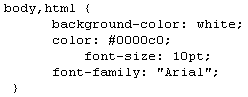 body,html {
background-color: white;
color: #0000c0;
font-size: 10pt;
font-family: "Arial";
}